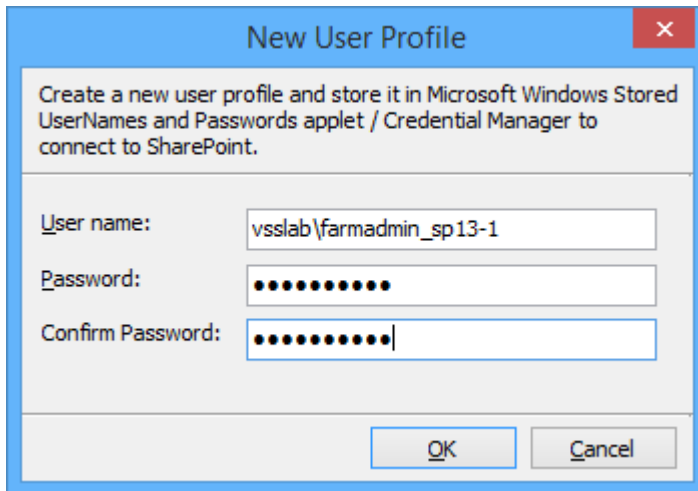 New User Profile
Create a new user profile and store it in Microsoft Windows Stored
UserNames and Passwords applet / Credential Manager to
connect to SharePoint.
User name: vsslab\farmadmin_sp13-1
Password: ●●●●●●●●●●
Confirm Password: ●●●●●●●●●●
OK Cancel